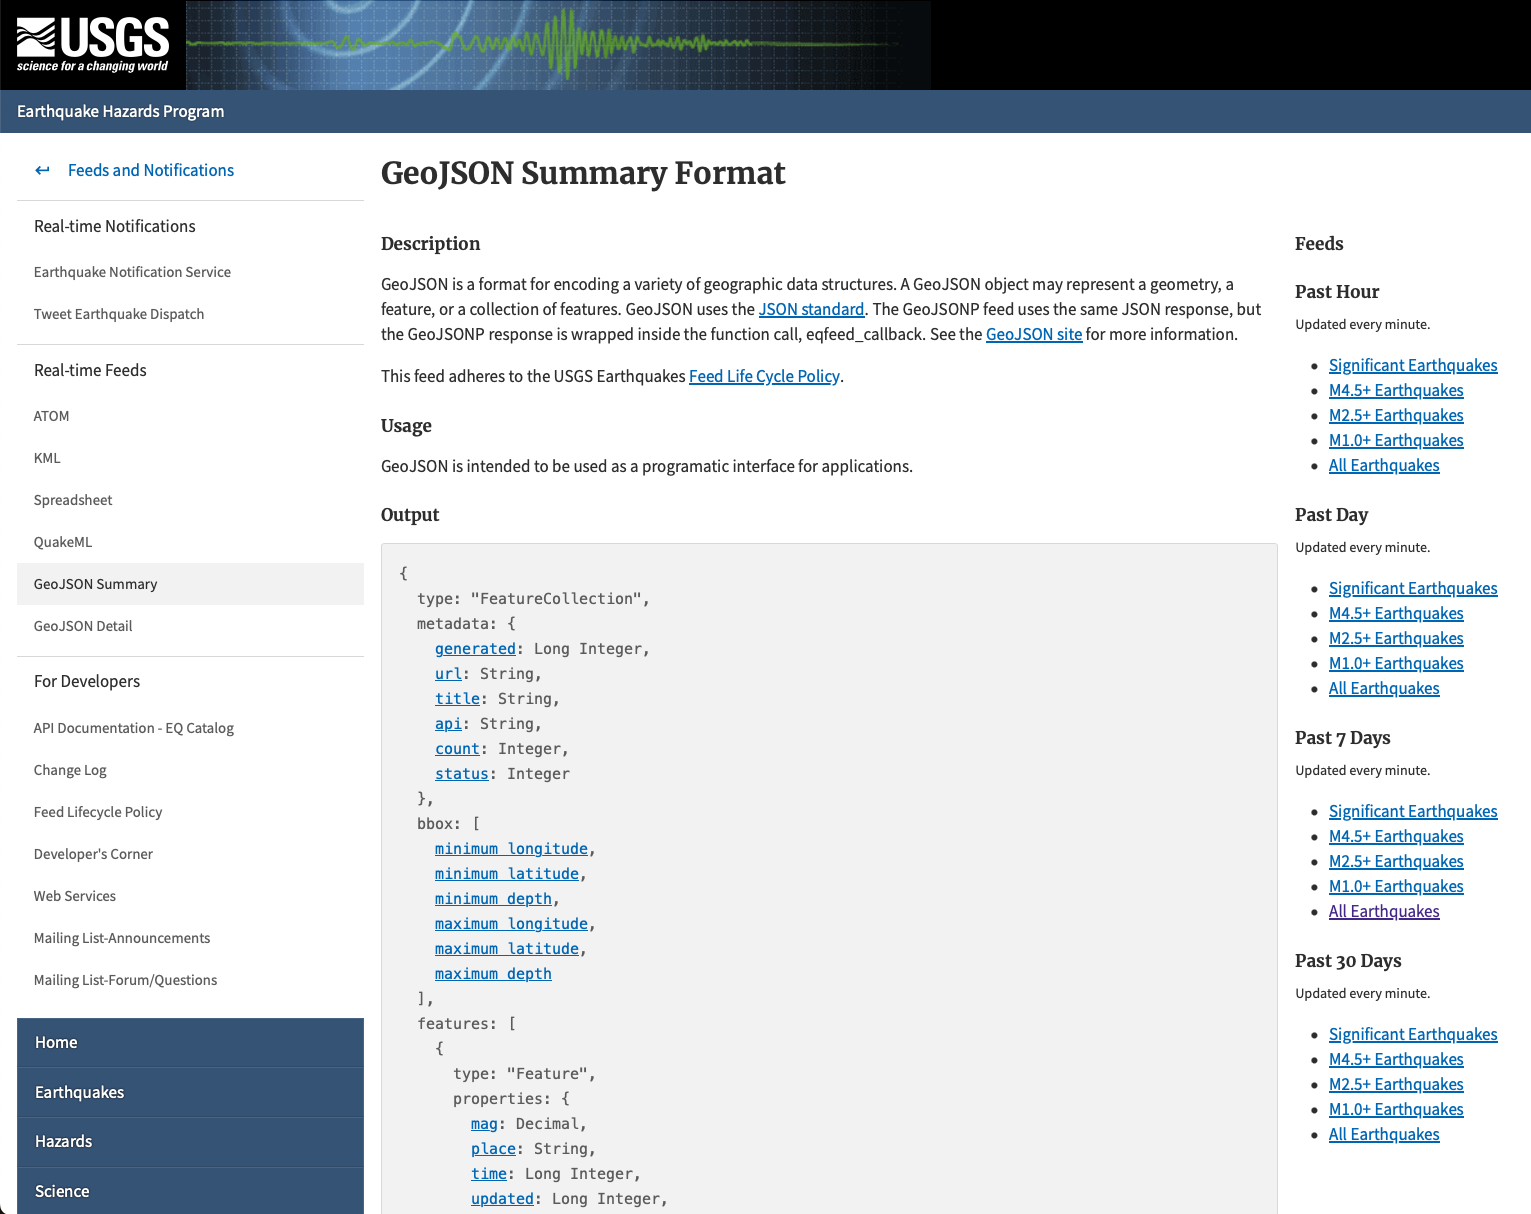 USGS
science for a changing world
Earthquake Hazards Program
Feeds and Notifications
Real-time Notifications
Earthquake Notification Service
Tweet Earthquake Dispatch
Real-time Feeds
ATOM
KML
Spreadsheet
QuakeML
GeoJSON Summary
GeoJSON Detail
For Developers
API Documentation - EQ Catalog
Change Log
Feed Lifecycle Policy
Developer's Corner
Web Services
Mailing List-Announcements
Mailing List-Forum/Questions
Home
Earthquakes
Hazards
Science
GeoJSON Summary Format
Description
GeoJSON is a format for encoding a variety of geographic data structures. A GeoJSON object may represent a geometry, a
feature, or a collection of features. GeoJSON uses the JSON standard. The GeoJSONP feed uses the same JSON response, but
the GeoJSONP response is wrapped inside the function call, eqfeed_callback. See the GeoJSON site for more information.
This feed adheres to the USGS Earthquakes Feed Life Cycle Policy.
Usage
GeoJSON is intended to be used as a programatic interface for applications.
Output
{
type: "FeatureCollection",
metadata: {
generated: Long Integer,
url: String,
title: String,
api: String,
count: Integer,
status: Integer
},
bbox: [
minimum longitude,
minimum latitude,
minimum depth,
maximum longitude,
maximum latitude,
maximum depth
],
features: [
{
type: "Feature",
properties: {
mag: Decimal,
place: String,
time: Long Integer,
updated: Long Integer,
Feeds
Past Hour
Updated every minute.
• Significant Earthquakes
• M4.5+ Earthquakes
• M2.5+ Earthquakes
• M1.0+ Earthquakes
• All Earthquakes
Past Day
Updated every minute.
• Significant Earthquakes
• M4.5+ Earthquakes
• M2.5+ Earthquakes
• M1.0+ Earthquakes
• All Earthquakes
Past 7 Days
Updated every minute.
• Significant Earthquakes
• M4.5+ Earthquakes
• M2.5+ Earthquakes
• M1.0+ Earthquakes
• All Earthquakes
Past 30 Days
Updated every minute.
• Significant Earthquakes
• M4.5+ Earthquakes
• M2.5+ Earthquakes
• M1.0+ Earthquakes
• All Earthquakes